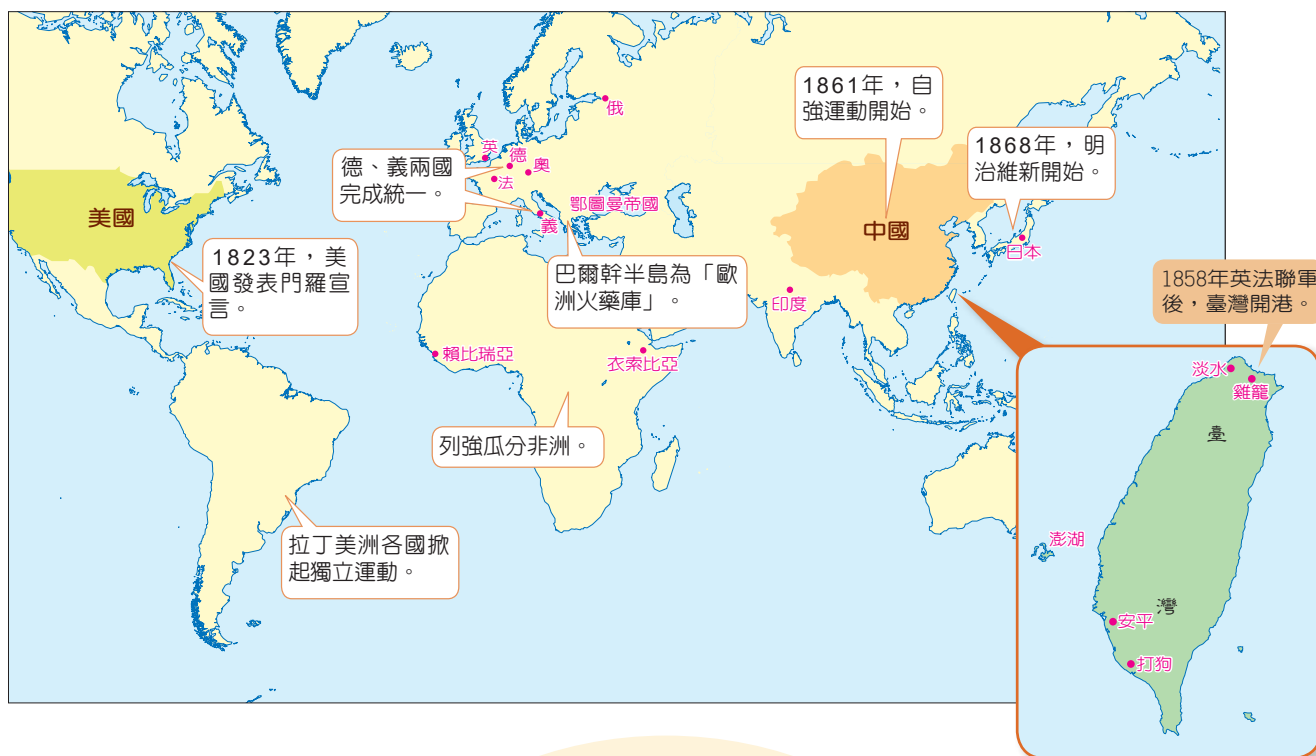 1861年，自
強運動開始。
1868年，明
治維新開始。
俄
英
德
奧
法
義
德、義兩國
完成統一。
鄂圖曼帝國
美國
中國
日本
1823年，美
國發表門羅宣
言。
巴爾幹半島為「歐
洲火藥庫」。
印度
1858年英法聯軍
後，臺灣開港。
賴比瑞亞
衣索比亞
淡水
雞籠
臺
列強瓜分非洲。
拉丁美洲各國掀
起獨立運動。
澎湖
灣
安平
打狗